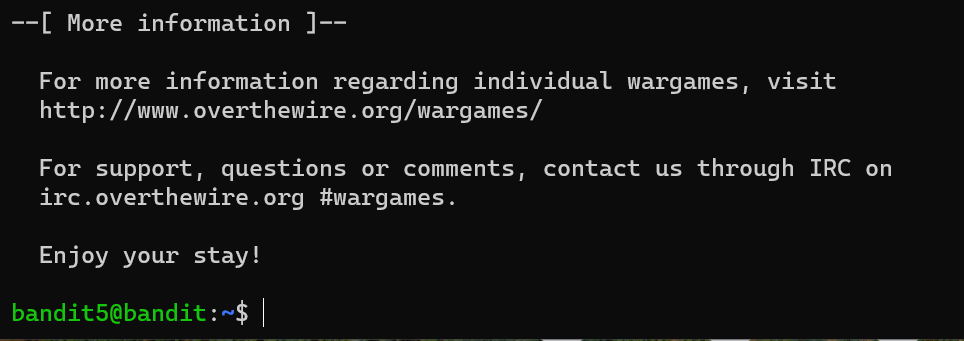 --[ More information ]--
For more information regarding individual wargames, visit
http://www.overthewire.org/wargames/
For support, questions or comments, contact us through IRC on
irc.overthewire.org #wargames.
Enjoy your stay!
bandit5@bandit:~$